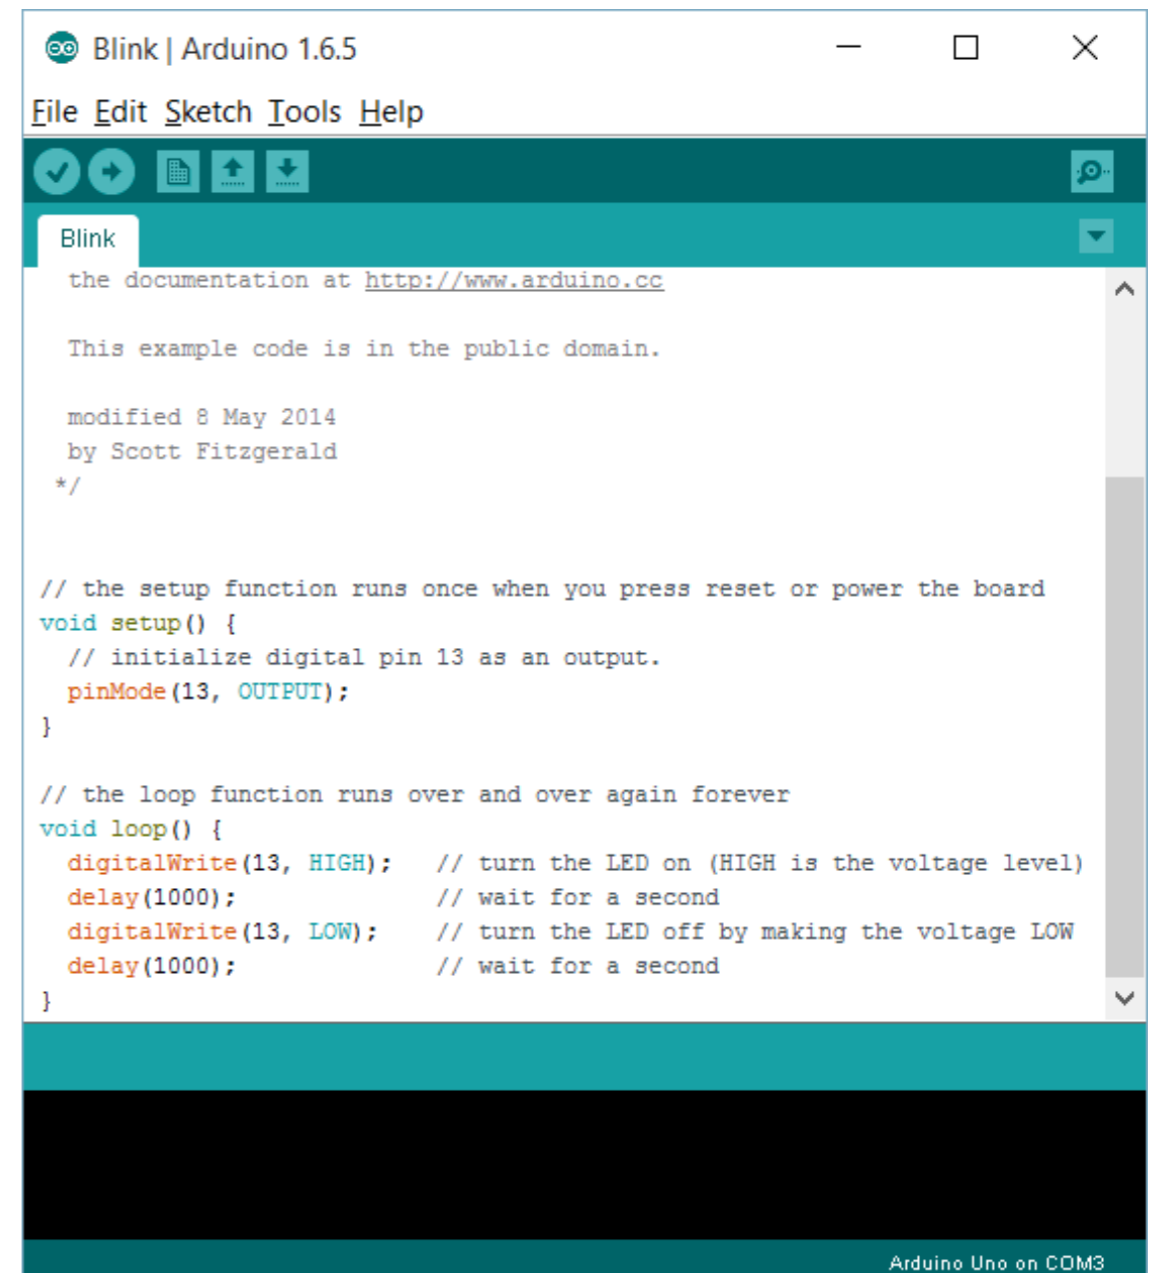 Blink | Arduino 1.6.5
File Edit Sketch Tools Help
Blink
the documentation at http://www.arduino.cc
This example code is in the public domain.
modified 8 May 2014
by Scott Fitzgerald
*/
// the setup function runs once when you press reset or power the board
void setup() {
  // initialize digital pin 13 as an output.
  pinMode(13, OUTPUT);
}
// the loop function runs over and over again forever
void loop() {
  digitalWrite(13, HIGH);   // turn the LED on (HIGH is the voltage level)
  delay(1000);              // wait for a second
  digitalWrite(13, LOW);    // turn the LED off by making the voltage LOW
  delay(1000);              // wait for a second
}
Arduino Uno on COM3